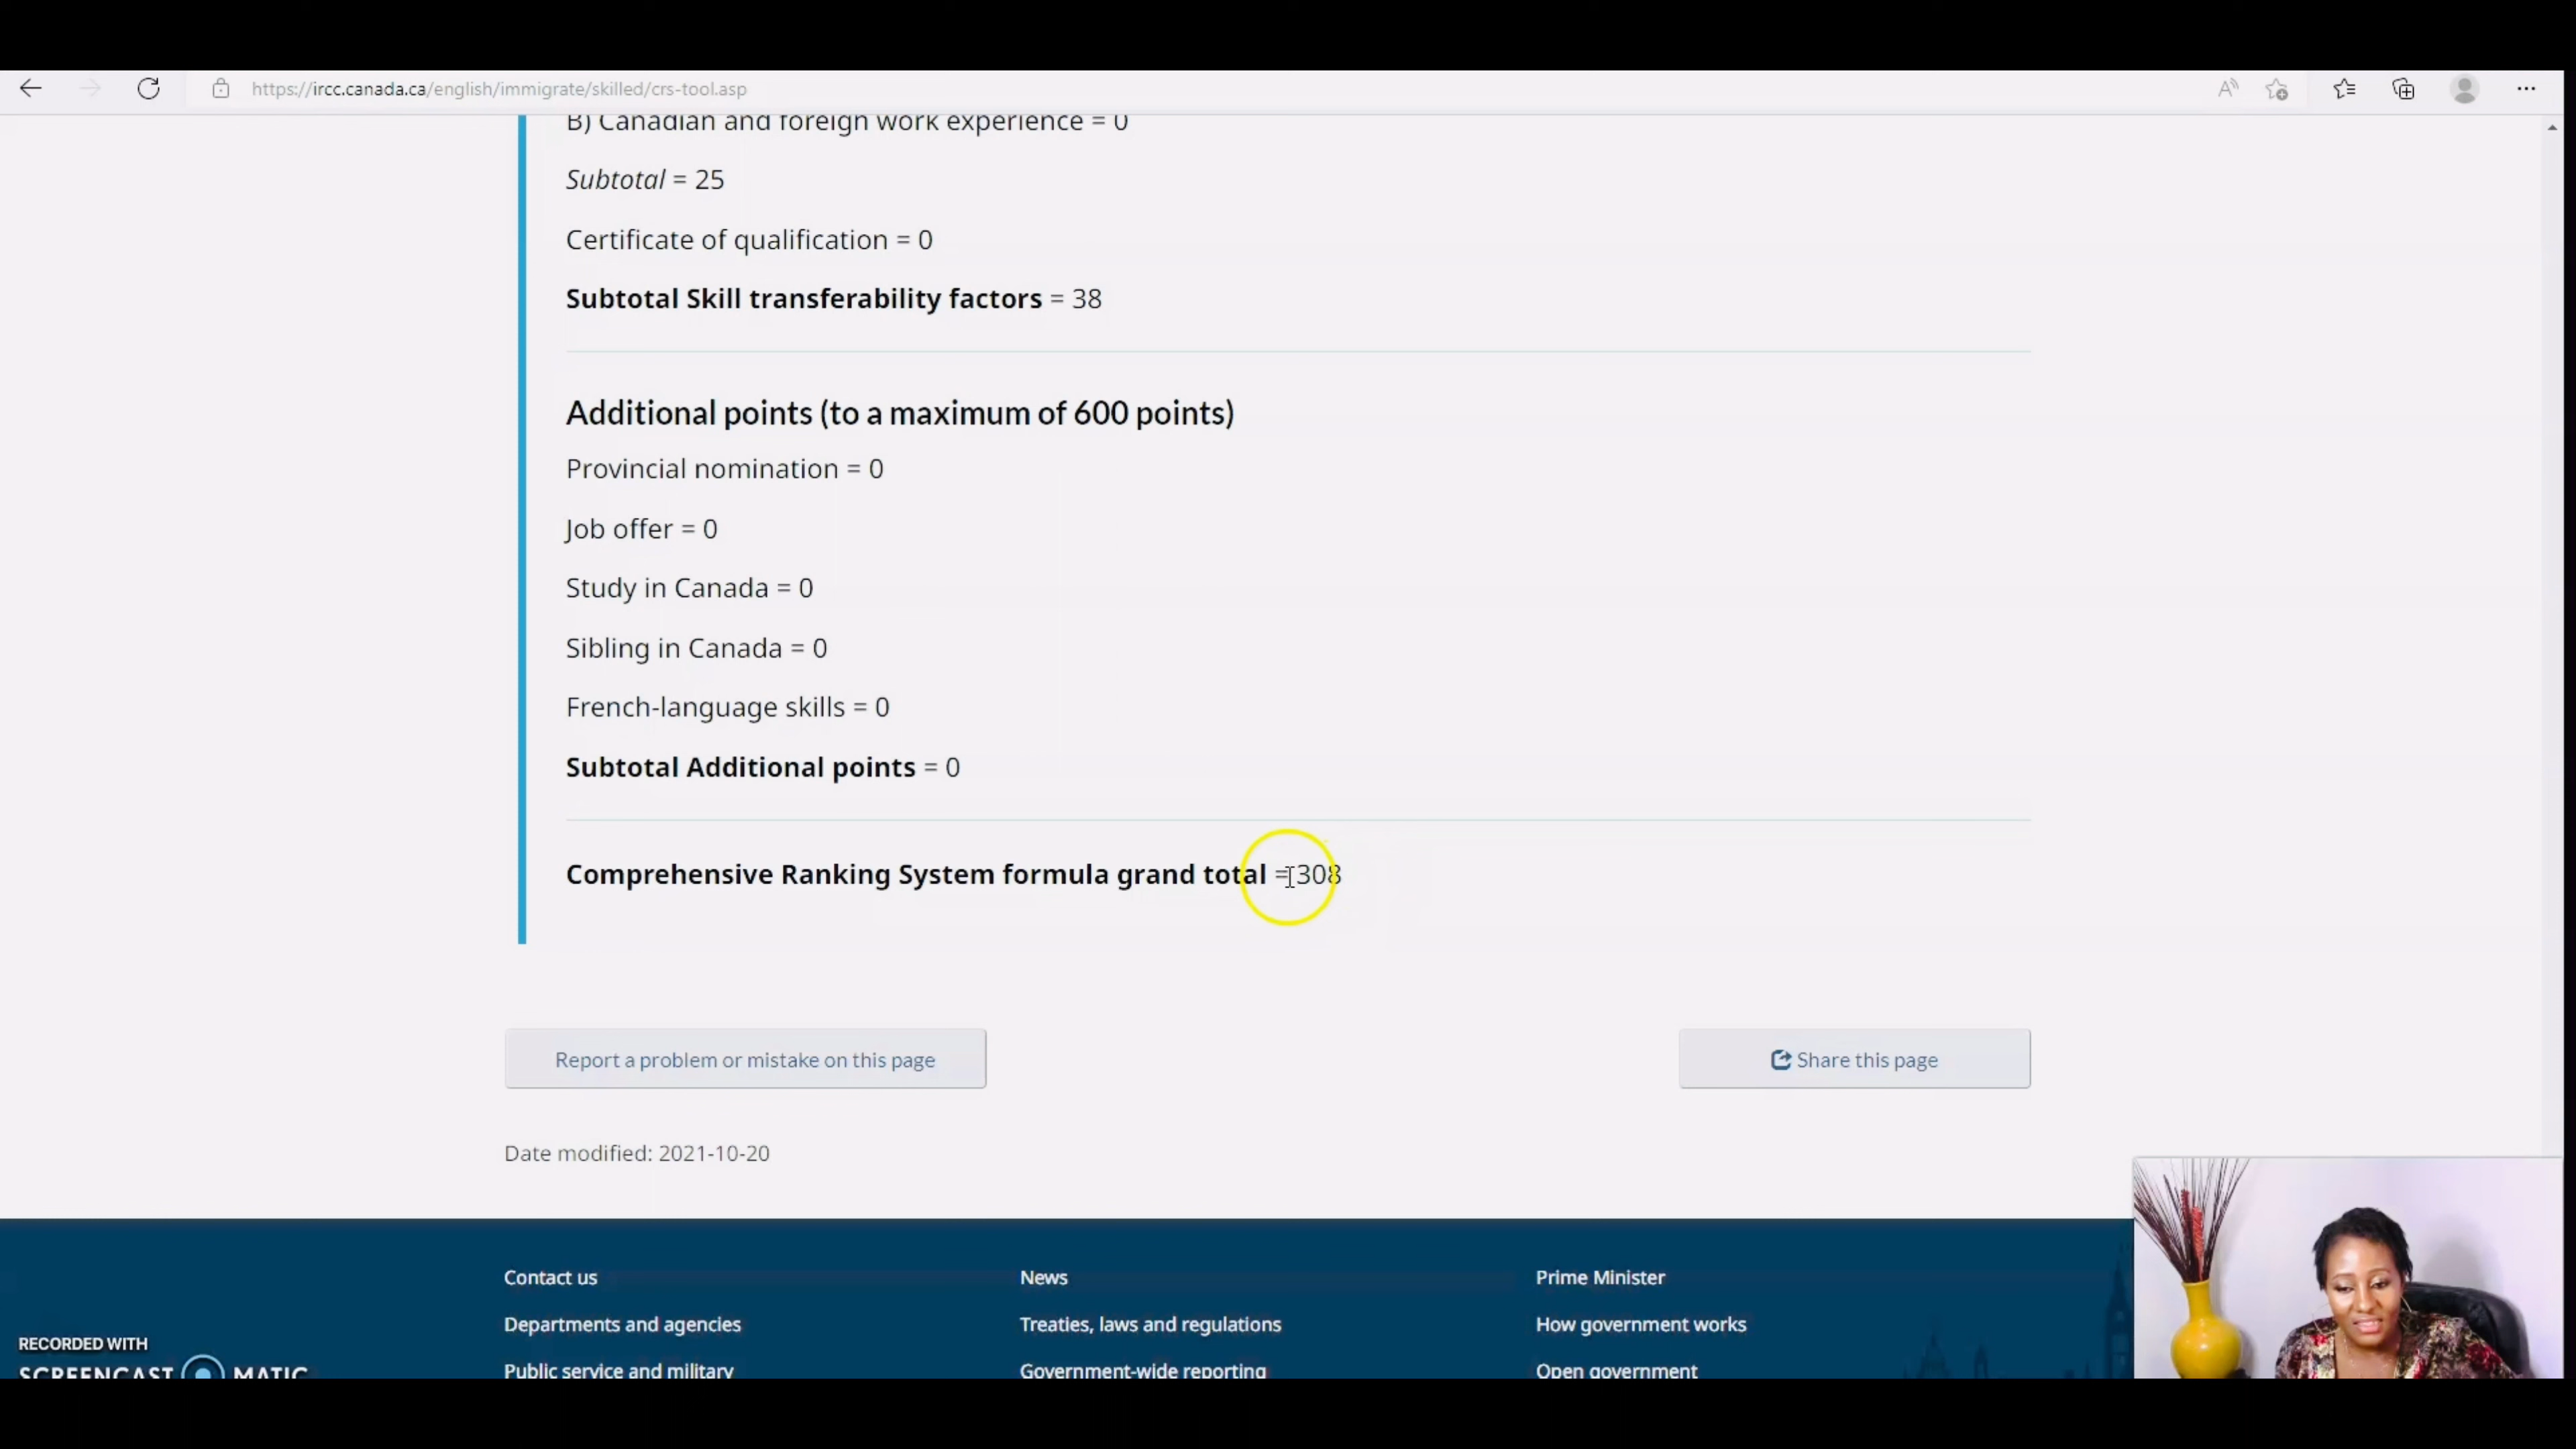 https://ircc.canada.ca/english/immigrate/skilled/crs-tool.asp
B) Canadian and foreign work experience = 0
Subtotal = 25
Certificate of qualification = 0
Subtotal Skill transferability factors = 38
Additional points (to a maximum of 600 points)
Provincial nomination = 0
Job offer = 0
Study in Canada = 0
Sibling in Canada = 0
French-language skills = 0
Subtotal Additional points = 0
Comprehensive Ranking System formula grand total = 308
Report a problem or mistake on this page
Share this page
Date modified: 2021-10-20
Contact us
News
Prime Minister
Departments and agencies
Treaties, laws and regulations
How government works
Public service and military
Government-wide reporting
Open government
RECORDED WITH
SCREENCAST MATIC